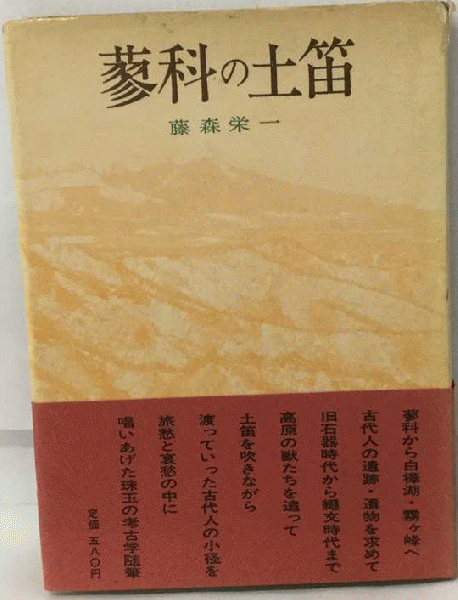 蓼科の土笛
藤森栄一
蓼科から白樺湖・霧ヶ峰へ
古代人の遺跡・遺物を求めて
旧石器時代から縄文時代まで
高原の獣たちを追って
土笛を吹きながら
渡っていった古代人の小径を
旅愁と哀愁の中に
唱いあげた珠玉の考古学随筆
定価 五八〇円